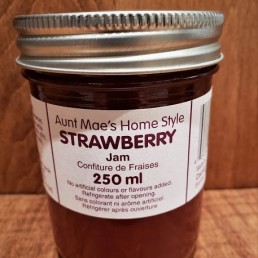 Aunt Mae's Home Style
STRAWBERRY
Jam
Confiture de Fraises
250 ml
No artificial colours or flavours added.
Refrigerate after opening.
Sans colorant ni arôme artificiel
Réfrigérer après ouverture